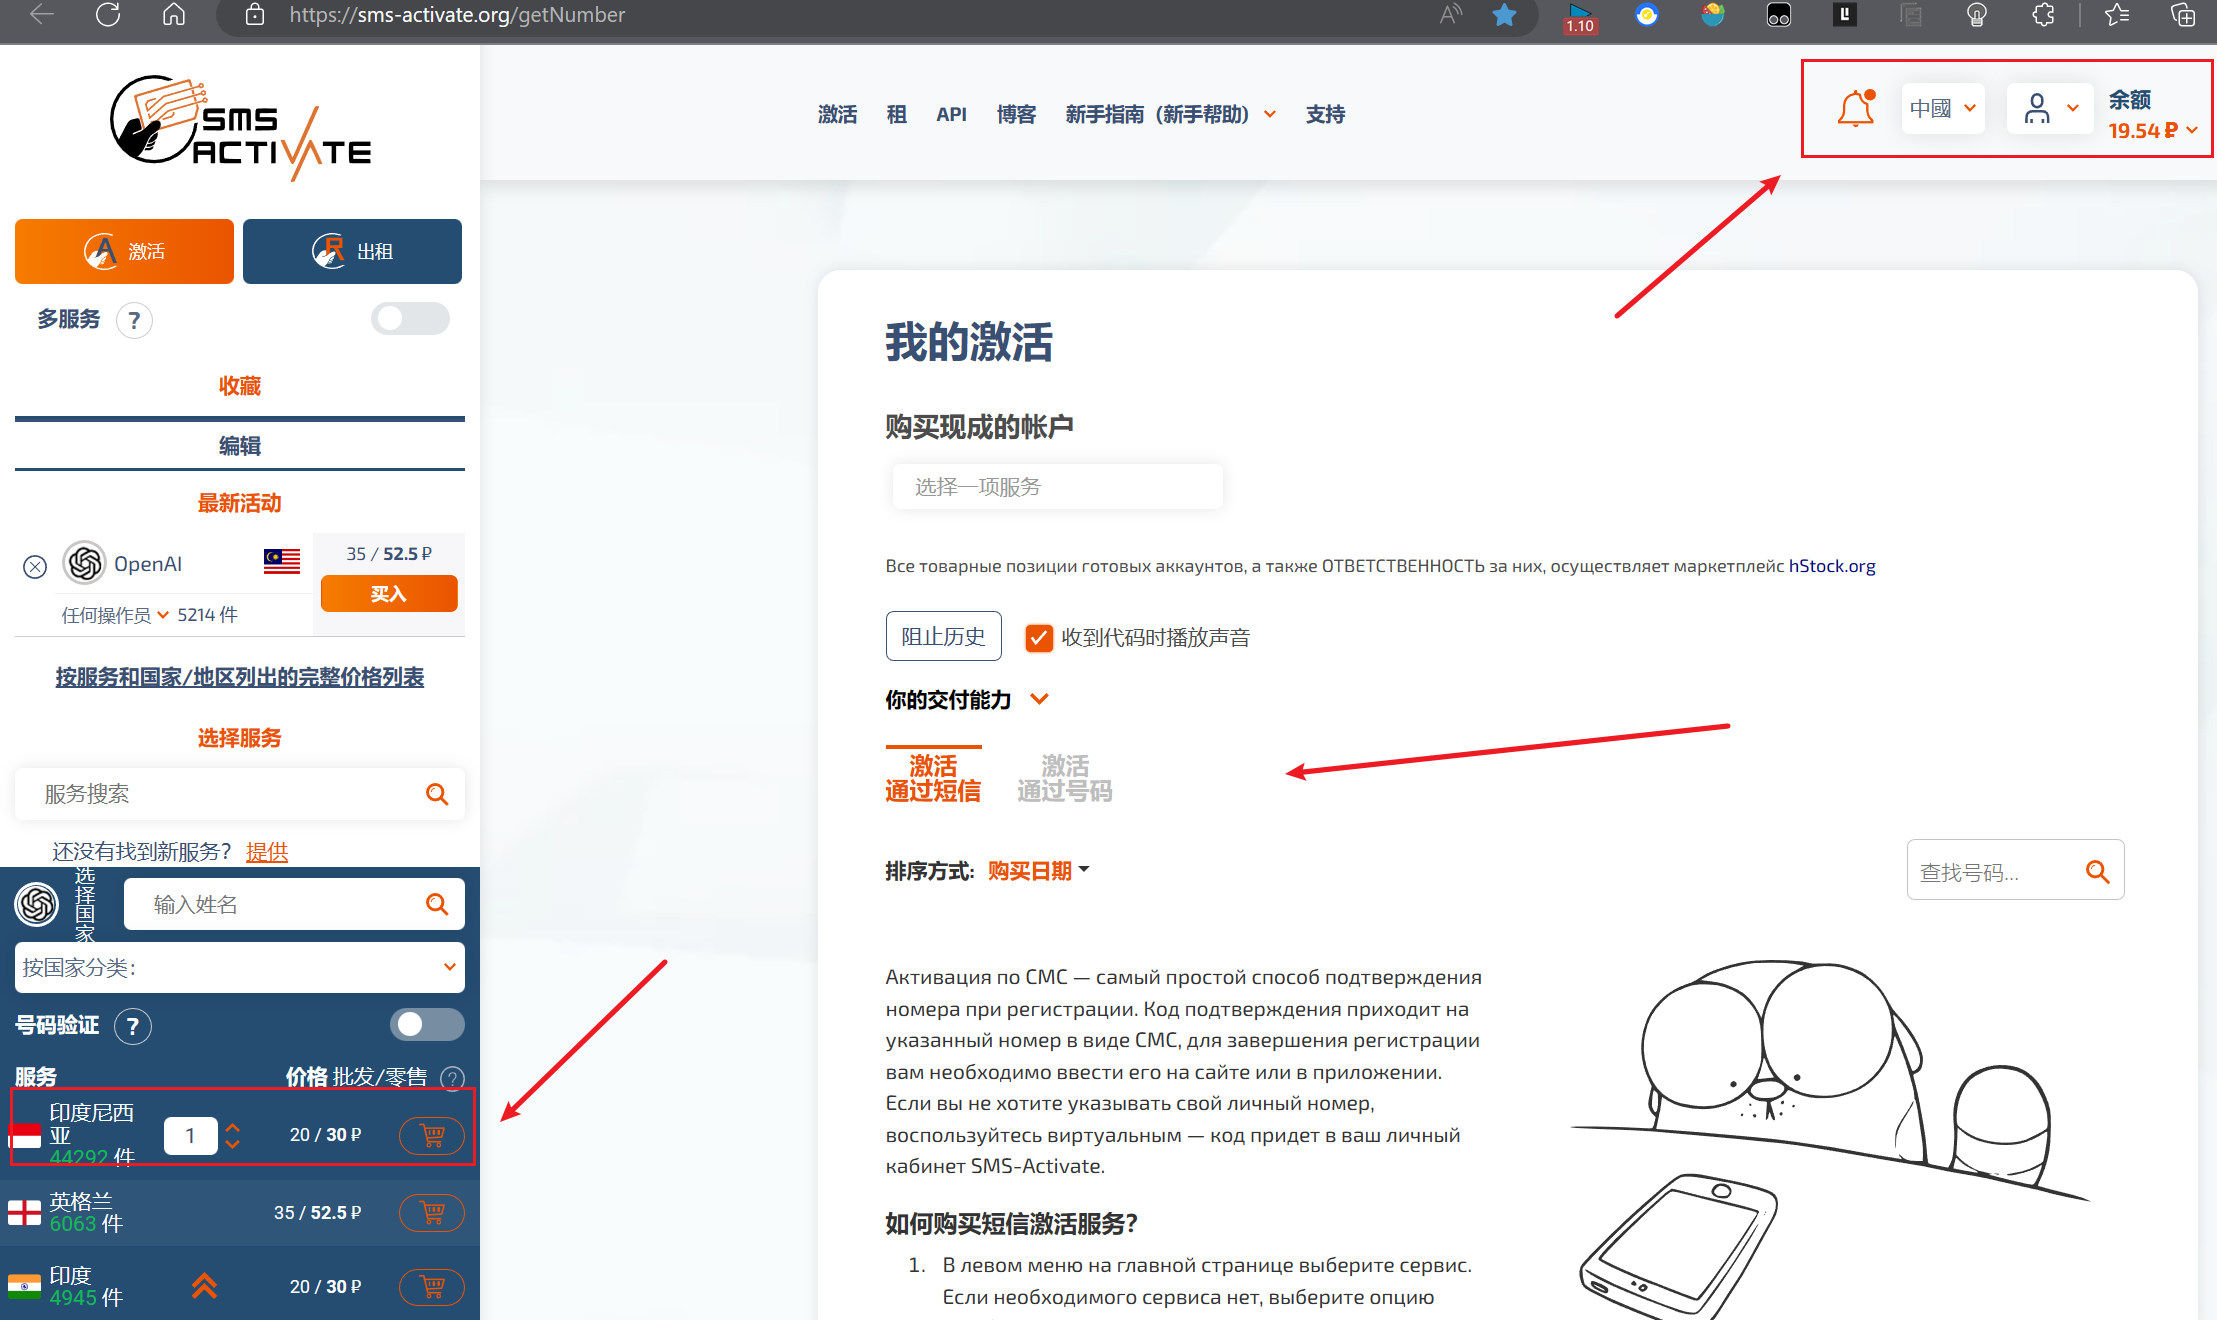 https://sms-activate.org/getNumber
1.10
SMS
ACTIVATE
激活
租
API
博客
新手指南（新手帮助）
支持
中國
余额
19.54 ₽
激活
出租
多服务 ?
收藏
编辑
最新活动
OpenAI
35 / 52.5 ₽
买入
任何操作员 5214 件
按服务和国家/地区列出的完整价格列表
选择服务
服务搜索
还没有找到新服务? 提供
选择国家
输入姓名
按国家分类:
号码验证 ?
服务
价格 批发/零售 ?
印度尼西亚
44292 件
1
20 / 30 ₽
英格兰
6063 件
35 / 52.5 ₽
印度
4945 件
20 / 30 ₽
我的激活
购买现成的帐户
选择一项服务
Все товарные позиции готовых аккаунтов, а также ОТВЕТСТВЕННОСТЬ за них, осуществляет маркетплейс hStock.org
阻止历史
收到代码时播放声音
你的交付能力
激活
通过短信
激活
通过号码
排序方式: 购买日期
查找号码...
Активация по СМС — самый простой способ подтверждения
номера при регистрации. Код подтверждения приходит на
указанный номер в виде СМС, для завершения регистрации
вам необходимо ввести его на сайте или в приложении.
Если вы не хотите указывать свой личный номер,
воспользуйтесь виртуальным — код придет в ваш личный
кабинет SMS-Activate.
如何购买短信激活服务?
1. В левом меню на главной странице выберите сервис.
Если необходимого сервиса нет, выберите опцию